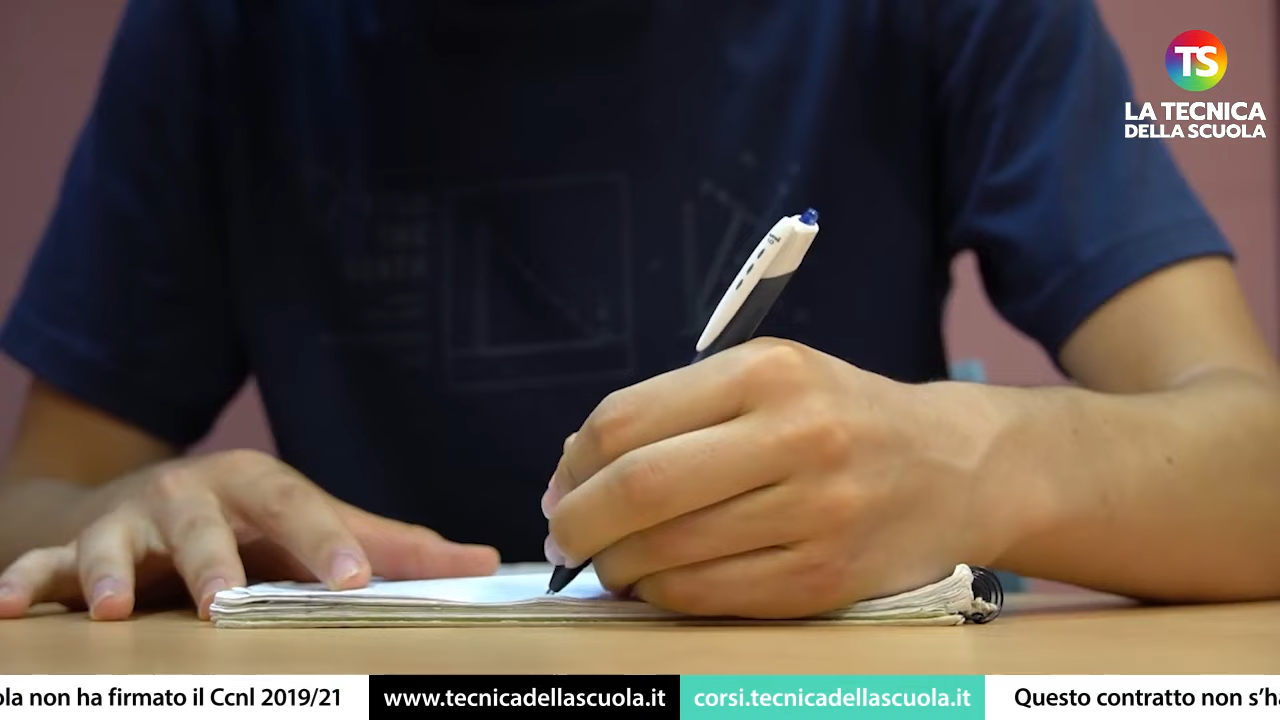 TS
LA TECNICA
DELLA SCUOLA
ola non ha firmato il Ccnl 2019/21
www.tecnicadellascuola.it
corsi.tecnicadellascuola.it
Questo contratto non s'ha